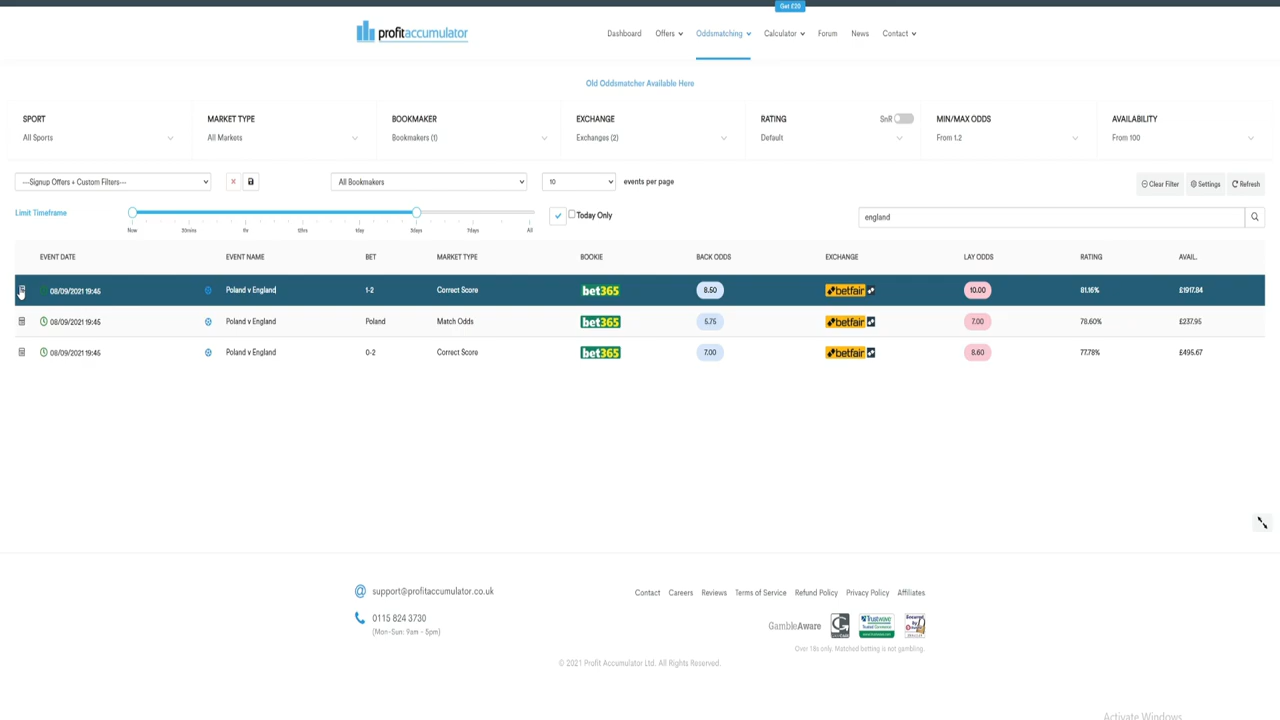 Get £20
profitaccumulator
Dashboard Offers Oddsmatching Calculator Forum News Contact
Old Oddsmatcher Available Here
SPORT MARKET TYPE BOOKMAKER EXCHANGE RATING SnR MIN/MAX ODDS AVAILABILITY
All Sports All Markets Bookmakers (1) Exchanges (2) Default From 1.2 From 100
---Signup Offers + Custom Filters--- All Bookmakers 10 events per page Clear Filter Settings Refresh
Limit Timeframe Today Only england
Now 30mins 1hr 12hrs 1day 3days 7days All
EVENT DATE EVENT NAME BET MARKET TYPE BOOKIE BACK ODDS EXCHANGE LAY ODDS RATING AVAIL.
08/09/2021 19:45 Poland v England 1-2 Correct Score bet365 8.50 betfair 10.00 81.16% £1917.84
08/09/2021 19:45 Poland v England Poland Match Odds bet365 5.75 betfair 7.00 78.60% £237.95
08/09/2021 19:45 Poland v England 0-2 Correct Score bet365 7.00 betfair 8.60 77.78% £495.67
support@profitaccumulator.co.uk
Contact Careers Reviews Terms of Service Refund Policy Privacy Policy Affiliates
0115 824 3730
(Mon-Sun: 9am - 5pm)
GambleAware Trustwave
Over 18s only. Matched betting is not gambling.
© 2021 Profit Accumulator Ltd. All Rights Reserved.
Activate Windows